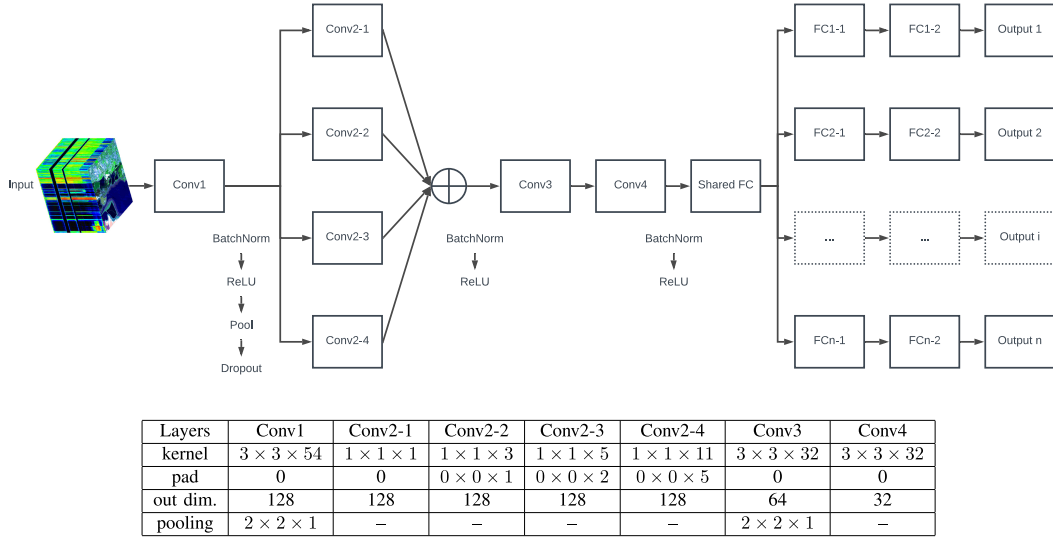 Conv2-1
FC1-1
FC1-2
Output 1
Conv2-2
FC2-1
FC2-2
Output 2
Input
Conv1
Conv3
Conv4
Shared FC
Conv2-3
...
...
Output i
BatchNorm
BatchNorm
BatchNorm
ReLU
ReLU
ReLU
Pool
Conv2-4
FCn-1
FCn-2
Output n
Dropout
Layers Conv1 Conv2-1 Conv2-2 Conv2-3 Conv2-4 Conv3 Conv4
kernel 3 × 3 × 54 1 × 1 × 1 1 × 1 × 3 1 × 1 × 5 1 × 1 × 11 3 × 3 × 32 3 × 3 × 32
pad 0 0 0 × 0 × 1 0 × 0 × 2 0 × 0 × 5 0 0
out dim. 128 128 128 128 128 64 32
pooling 2 × 2 × 1 – – – – 2 × 2 × 1 –